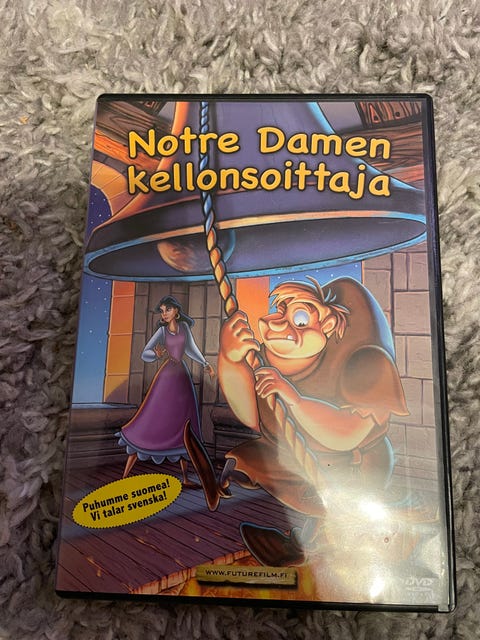 Notre Damen
kellonsoittaja
Puhumme suomea!
Vi talar svenska!
WWW.FUTUREFILM.FI
DVD